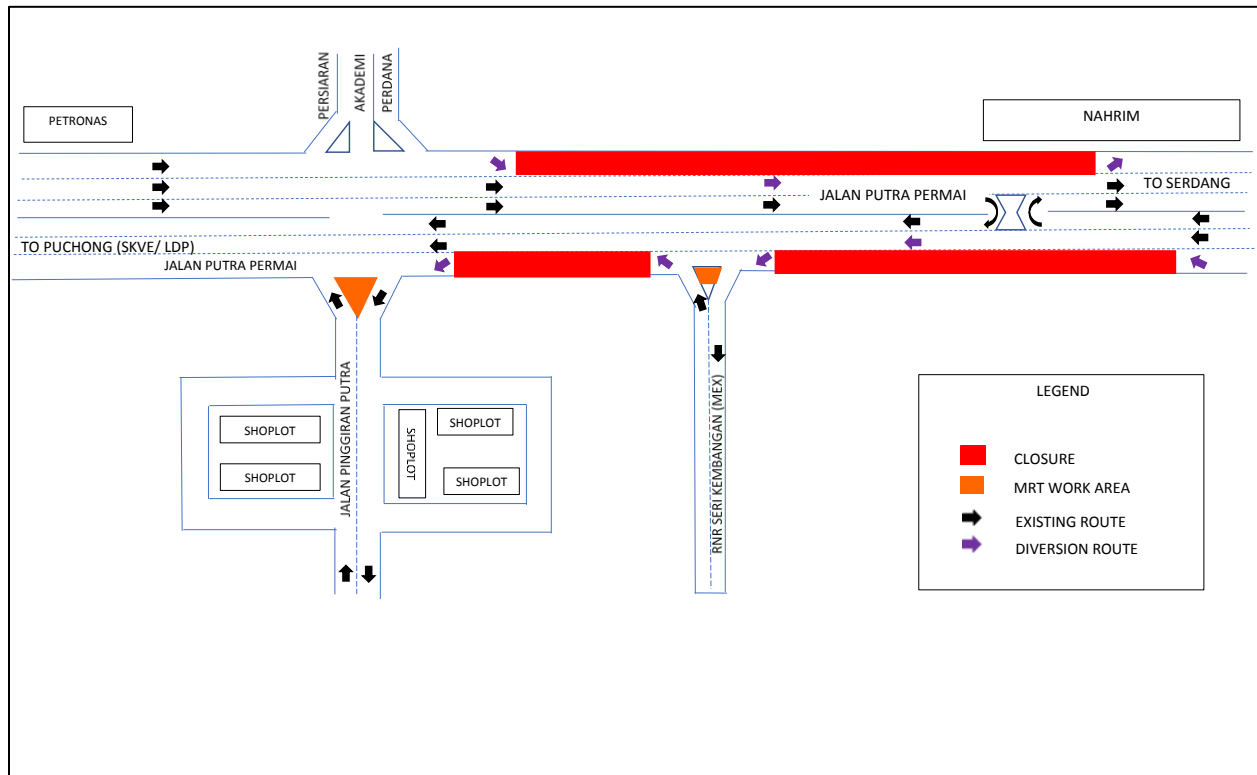 PERSIARAN
AKADEMI
PERDANA
PETRONAS
NAHRIM
TO SERDANG
JALAN PUTRA PERMAI
TO PUCHONG (SKVE/ LDP)
JALAN PUTRA PERMAI
JALAN PINGGIRAN PUTRA
RNR SERI KEMBANGAN (MEX)
SHOPLOT
SHOPLOT
SHOPLOT
SHOPLOT
SHOPLOT
LEGEND
CLOSURE
MRT WORK AREA
EXISTING ROUTE
DIVERSION ROUTE